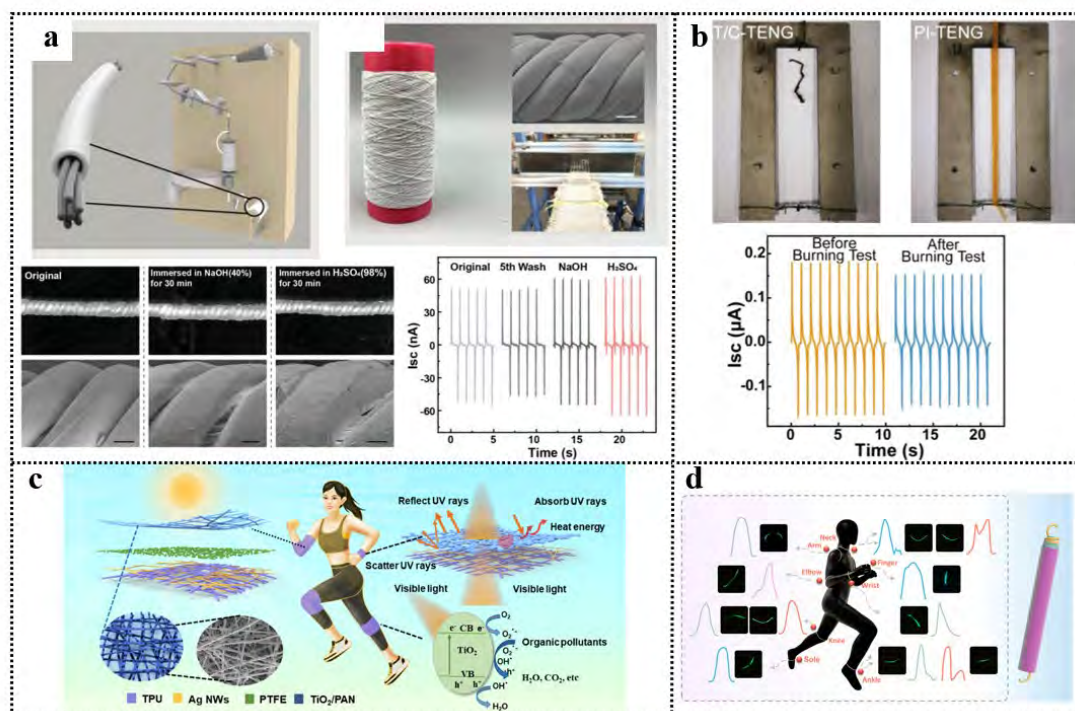 a
Original
Immersed in NaOH(40%)
for 30 min
Immersed in H₂SO₄(98%)
for 30 min
Original 5th Wash NaOH H₂SO₄
60
30
0
-30
-60
Isc (nA)
0 5 10 15 20
Time (s)
b
T/C-TENG
PI-TENG
Before
Burning Test
After
Burning Test
0.2
0.1
0.0
-0.1
Isc (μA)
0 5 10 15 20
Time (s)
c
Reflect UV rays
Absorb UV rays
Heat energy
Scatter UV rays
Visible light
Visible light
e⁻ CB e⁻
TiO₂
VB
h⁺ h⁺
O₂
O₂⁻
Organic pollutants
O₂⁻
OH⁺
h⁺
H₂O, CO₂, etc
OH⁺
H₂O
TPU Ag NWs PTFE TiO₂/PAN
d
Neck
Arm
Finger
Elbow
Wrist
Knee
Sole
Ankle